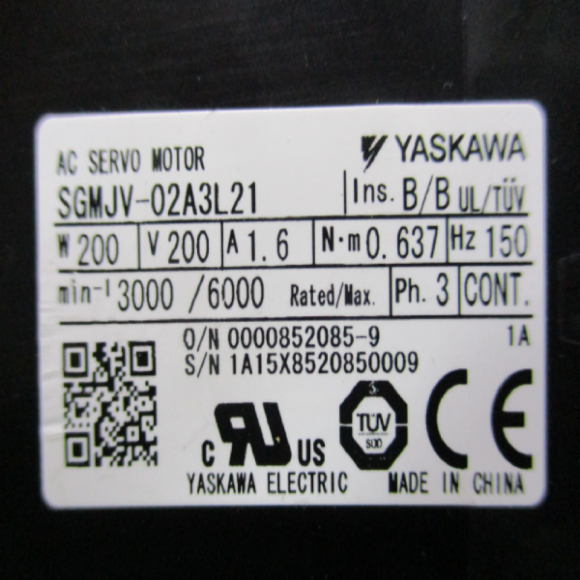 AC SERVO MOTOR YASKAWA
SGMJV-02A3L21 Ins. B/B UL/TÜV
W 200 V 200 A 1.6 N·m 0.637 Hz 150
min-1 3000 /6000 Rated/Max. Ph. 3 CONT.
O/N 0000852085-9 1A
S/N 1A15X8520850009
C UR US TÜV SÜD CE
YASKAWA ELECTRIC MADE IN CHINA